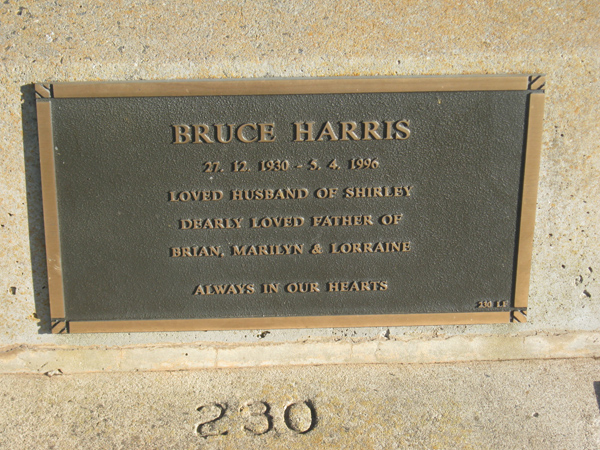 BRUCE HARRIS
27. 12. 1930 - 5. 4. 1996
LOVED HUSBAND OF SHIRLEY
DEARLY LOVED FATHER OF
BRIAN, MARILYN & LORRAINE
ALWAYS IN OUR HEARTS
230